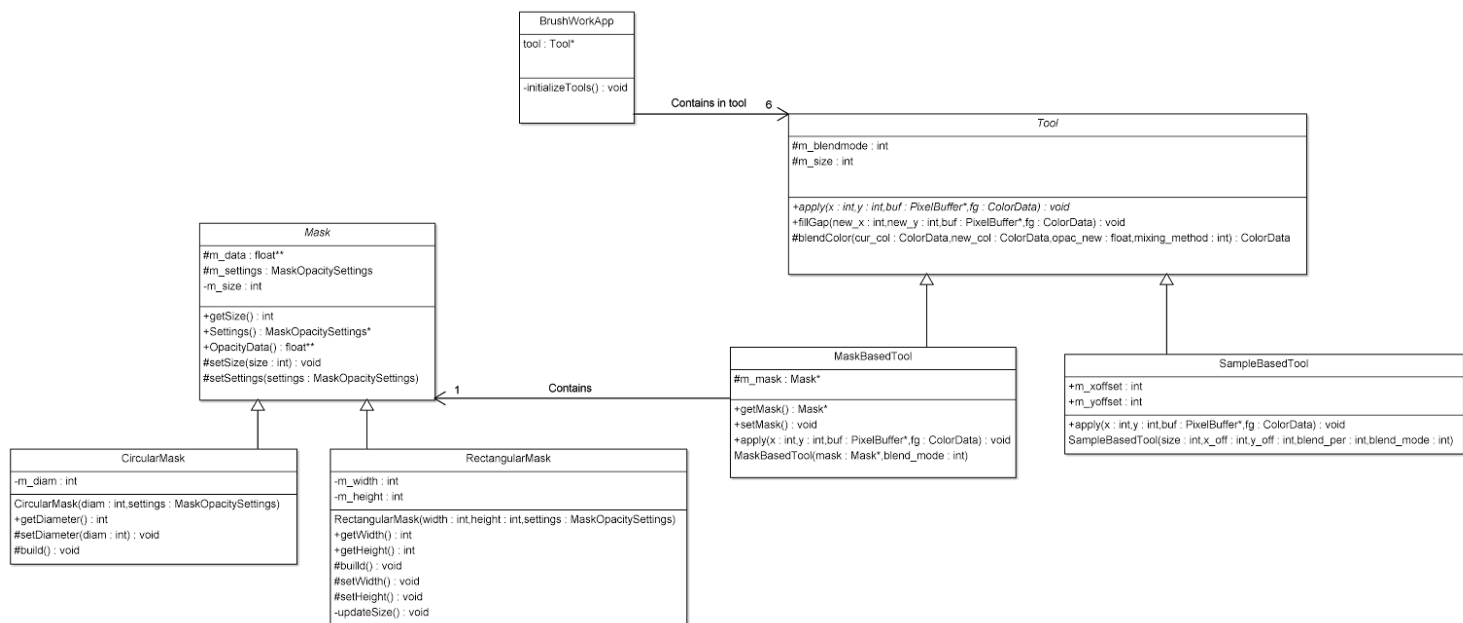 BrushWorkApp
tool : Tool*
-initializeTools() : void
Contains in tool
6
Tool
#m_blendmode : int
#m_size : int
+apply(x : int,y : int,buf : PixelBuffer*,fg : ColorData) : void
+fillGap(new_x : int,new_y : int,buf : PixelBuffer*,fg : ColorData) : void
#blendColor(cur_col : ColorData,new_col : ColorData,opac_new : float,mixing_method : int) : ColorData
Mask
#m_data : float**
#m_settings : MaskOpacitySettings
-m_size : int
+getSize() : int
+Settings() : MaskOpacitySettings*
+OpacityData() : float**
#setSize(size : int) : void
#setSettings(settings : MaskOpacitySettings)
1
Contains
MaskBasedTool
#m_mask : Mask*
+getMask() : Mask*
+setMask() : void
+apply(x : int,y : int,buf : PixelBuffer*,fg : ColorData) : void
MaskBasedTool(mask : Mask*,blend_mode : int)
SampleBasedTool
+m_xoffset : int
+m_yoffset : int
+apply(x : int,y : int,buf : PixelBuffer*,fg : ColorData) : void
SampleBasedTool(size : int,x_off : int,y_off : int,blend_per : int,blend_mode : int)
CircularMask
-m_diam : int
CircularMask(diam : int,settings : MaskOpacitySettings)
+getDiameter() : int
#setDiameter(diam : int) : void
#build() : void
RectangularMask
-m_width : int
-m_height : int
RectangularMask(width : int,height : int,settings : MaskOpacitySettings)
+getWidth() : int
+getHeight() : int
#builld() : void
#setWidth() : void
#setHeight() : void
-updateSize() : void